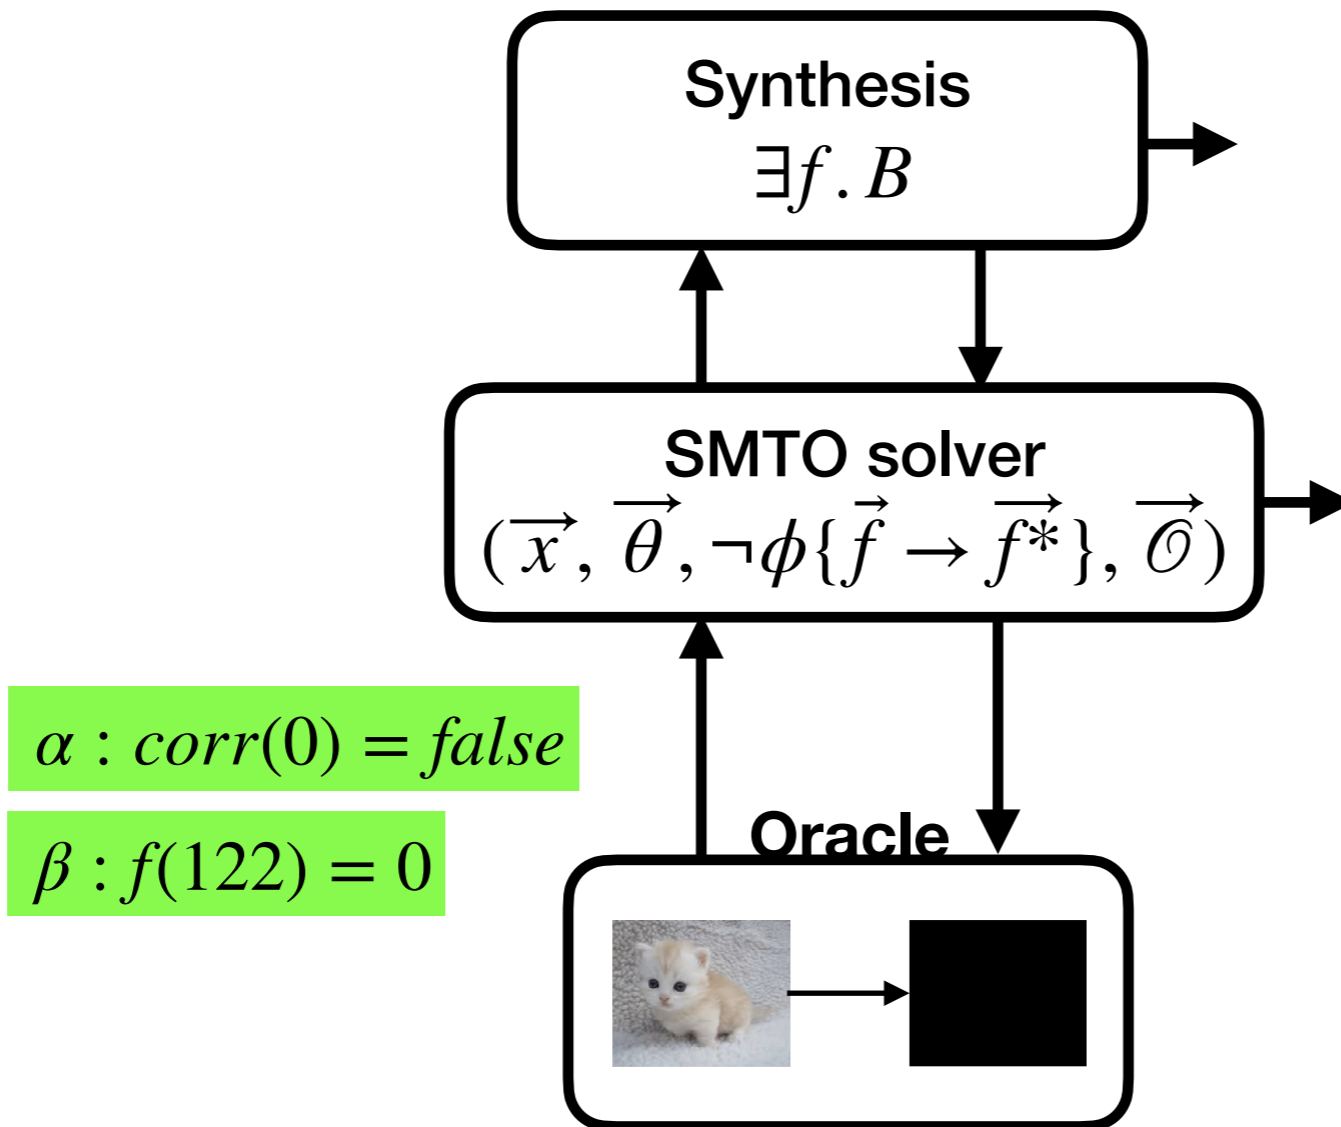 Synthesis
∃f . B
SMTO solver
(x⃗, θ⃗, ¬ϕ{f⃗ → f*⃗}, 𝒪⃗)
α : corr(0) = false
β : f(122) = 0
Oracle